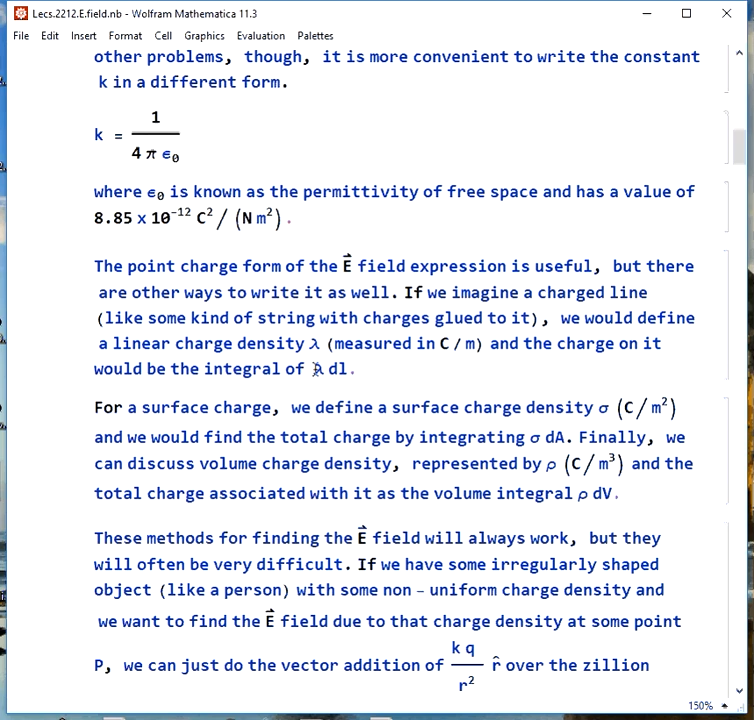 Lecs.2212.E.field.nb - Wolfram Mathematica 11.3
File Edit Insert Format Cell Graphics Evaluation Palettes
other problems, though, it is more convenient to write the constant
k in a different form.
k = 1 / 4 π ϵ₀
where ϵ₀ is known as the permittivity of free space and has a value of
8.85 x 10⁻¹² C² / (N m²) .
The point charge form of the E⃗ field expression is useful, but there
are other ways to write it as well. If we imagine a charged line
(like some kind of string with charges glued to it), we would define
a linear charge density λ (measured in C / m) and the charge on it
would be the integral of λ dl.
For a surface charge, we define a surface charge density σ (C / m²)
and we would find the total charge by integrating σ dA. Finally, we
can discuss volume charge density, represented by ρ (C / m³) and the
total charge associated with it as the volume integral ρ dV.
These methods for finding the E⃗ field will always work, but they
will often be very difficult. If we have some irregularly shaped
object (like a person) with some non - uniform charge density and
we want to find the E⃗ field due to that charge density at some point
P, we can just do the vector addition of k q / r² r̂ over the zillion
150%